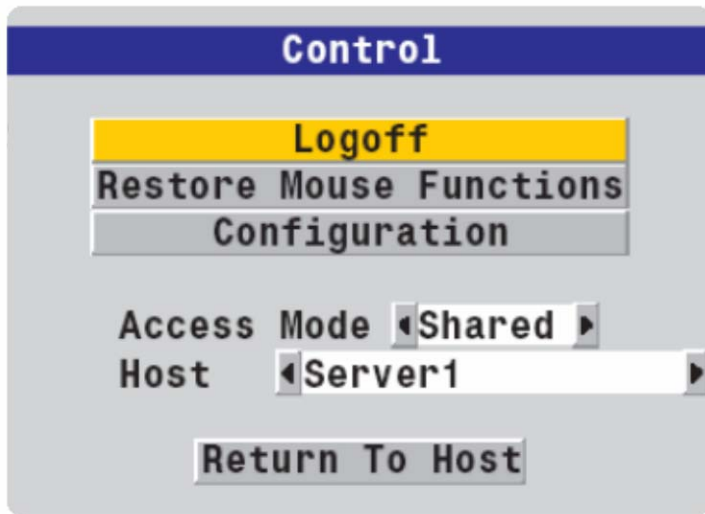 Control
Logoff
Restore Mouse Functions
Configuration
Access Mode Shared
Host Server1
Return To Host